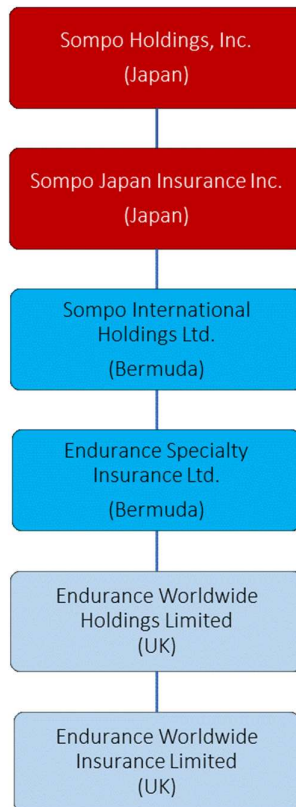 Sompo Holdings, Inc.
(Japan)
Sompo Japan Insurance Inc.
(Japan)
Sompo International
Holdings Ltd.
(Bermuda)
Endurance Specialty
Insurance Ltd.
(Bermuda)
Endurance Worldwide
Holdings Limited
(UK)
Endurance Worldwide
Insurance Limited
(UK)